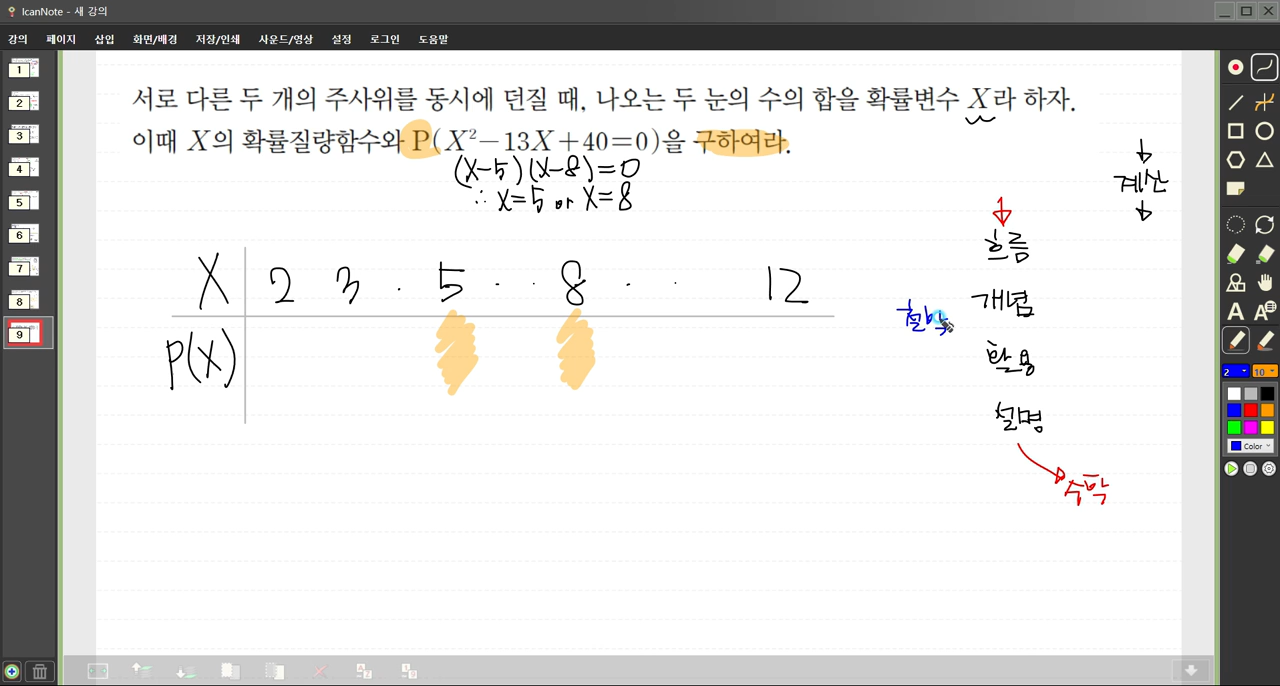 IcanNote - 새 강의
강의 페이지 삽입 화면/배경 저장/인쇄 사운드/영상 설정 로그인 도움말
1
2
3
4
5
6
7
8
9
서로 다른 두 개의 주사위를 동시에 던질 때, 나오는 두 눈의 수의 합을 확률변수 X라 하자.
이때 X의 확률질량함수와 P(X²−13X+40=0)을 구하여라.
(X−5)(X−8)=0
∴ X=5 or X=8
X 2 3 · 5 · · 8 · · 12
P(X)
계산
흐름
개념
활용
설명
수학
2 10
Color